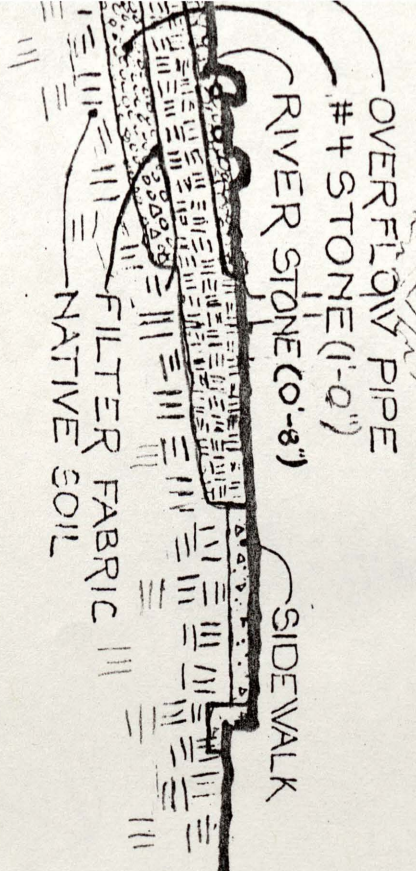 OVERFLOW PIPE
#4 STONE (1'-0")
RIVER STONE (0'-8")
SIDEWALK
FILTER FABRIC
NATIVE SOIL